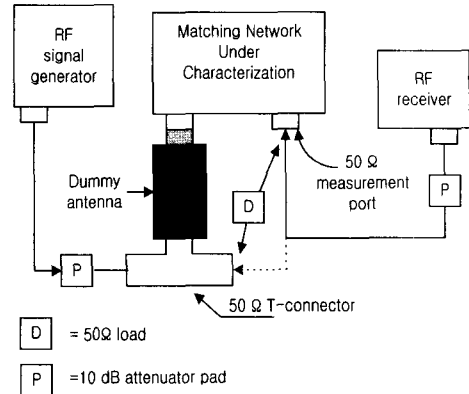 RF
signal
generator
Matching Network
Under
Characterization
RF
receiver
50 Ω
measurement
port
Dummy
antenna
D
P
P
50 Ω T-connector
D = 50Ω load
P =10 dB attenuator pad